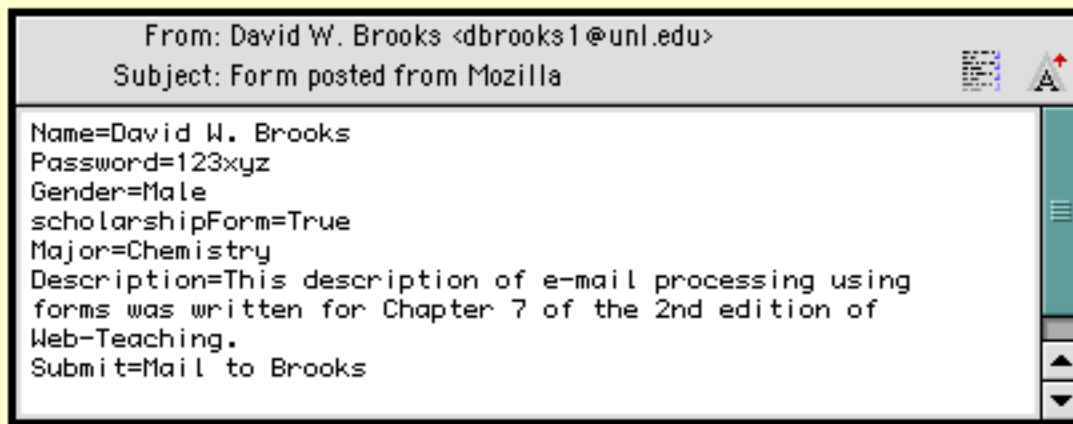 From: David W. Brooks <dbrooks1@unl.edu>
Subject: Form posted from Mozilla
Name=David W. Brooks
Password=123xyz
Gender=Male
scholarshipForm=True
Major=Chemistry
Description=This description of e-mail processing using
forms was written for Chapter 7 of the 2nd edition of
Web-Teaching.
Submit=Mail to Brooks